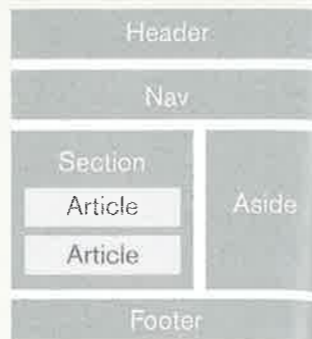 Header
Nav
Section
Article
Article
Aside
Footer